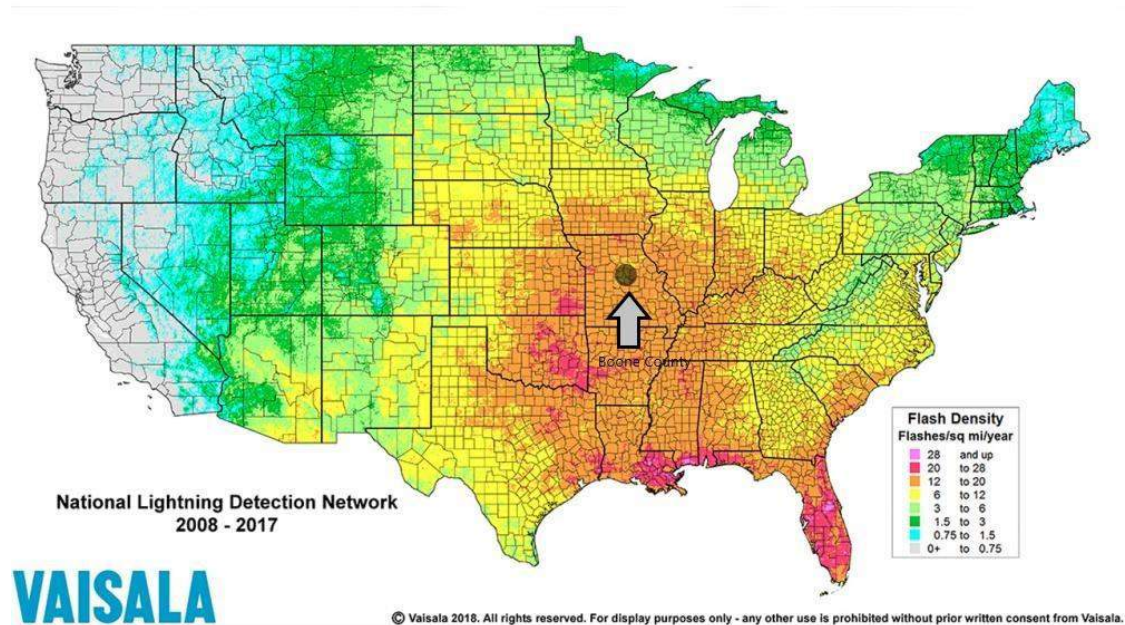 Boone County
Flash Density
Flashes/sq mi/year
28 and up
20 to 28
12 to 20
6 to 12
3 to 6
1.5 to 3
0.75 to 1.5
0+ to 0.75
National Lightning Detection Network
2008 - 2017
VAISALA
© Vaisala 2018. All rights reserved. For display purposes only - any other use is prohibited without prior written consent from Vaisala.